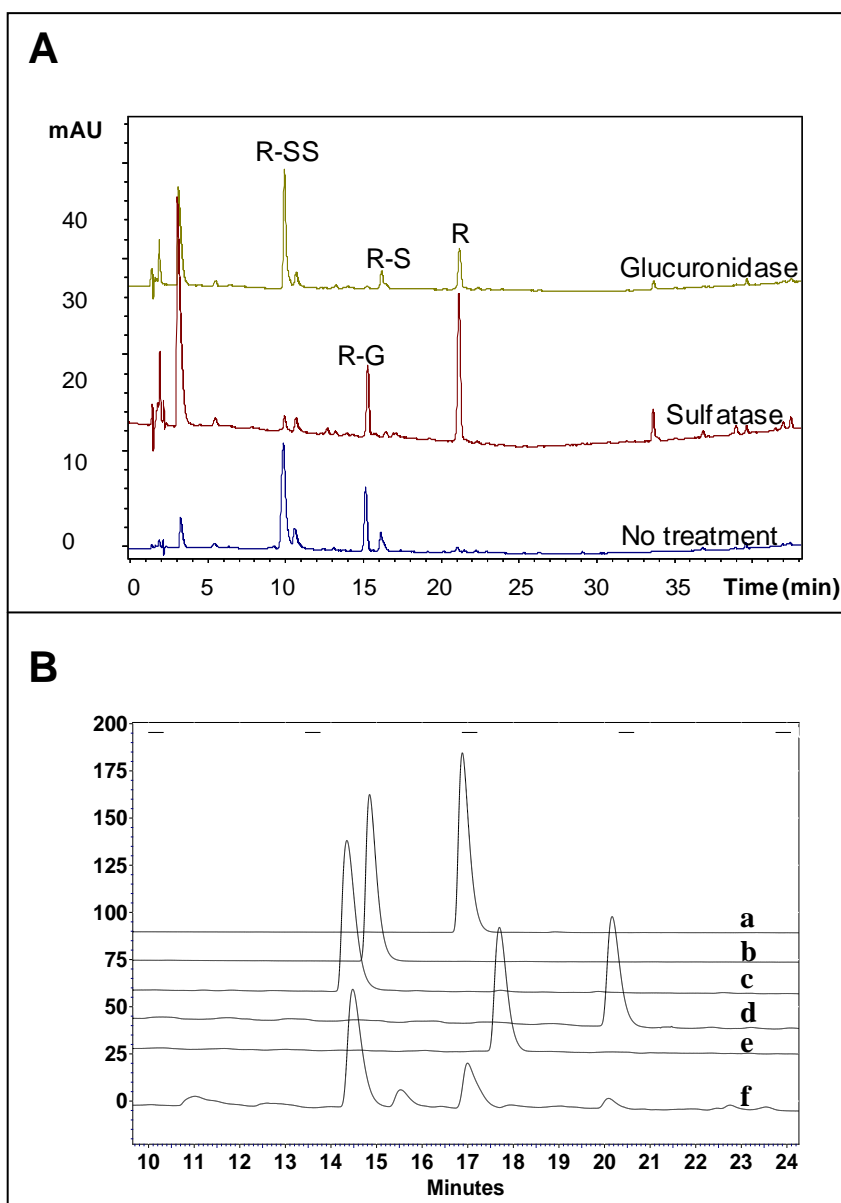 A
mAU
R-SS
40
R-S
R
Glucuronidase
30
R-G
20
Sulfatase
10
No treatment
0
0 5 10 15 20 25 30 35 Time (min)
B
200
175
150
125
100
a
75
b
c
50
d
25
e
0
f
10 11 12 13 14 15 16 17 18 19 20 21 22 23 24
Minutes